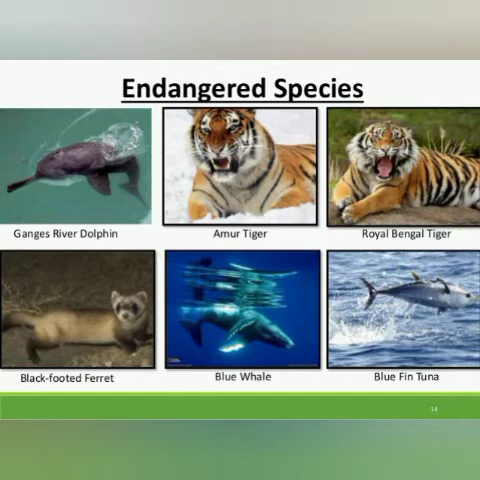 Endangered Species
Ganges River Dolphin
Amur Tiger
Royal Bengal Tiger
Black-footed Ferret
Blue Whale
Blue Fin Tuna